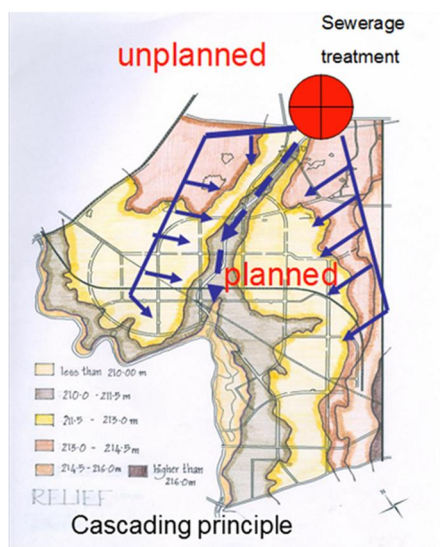 Sewerage
treatment
unplanned
planned
less than 210.00 m
210.0 - 211.5 m
211.5 - 213.0 m
213.0 - 214.5 m
214.5 - 216.0 m
higher than
216.0 m
RELIEF
Cascading principle